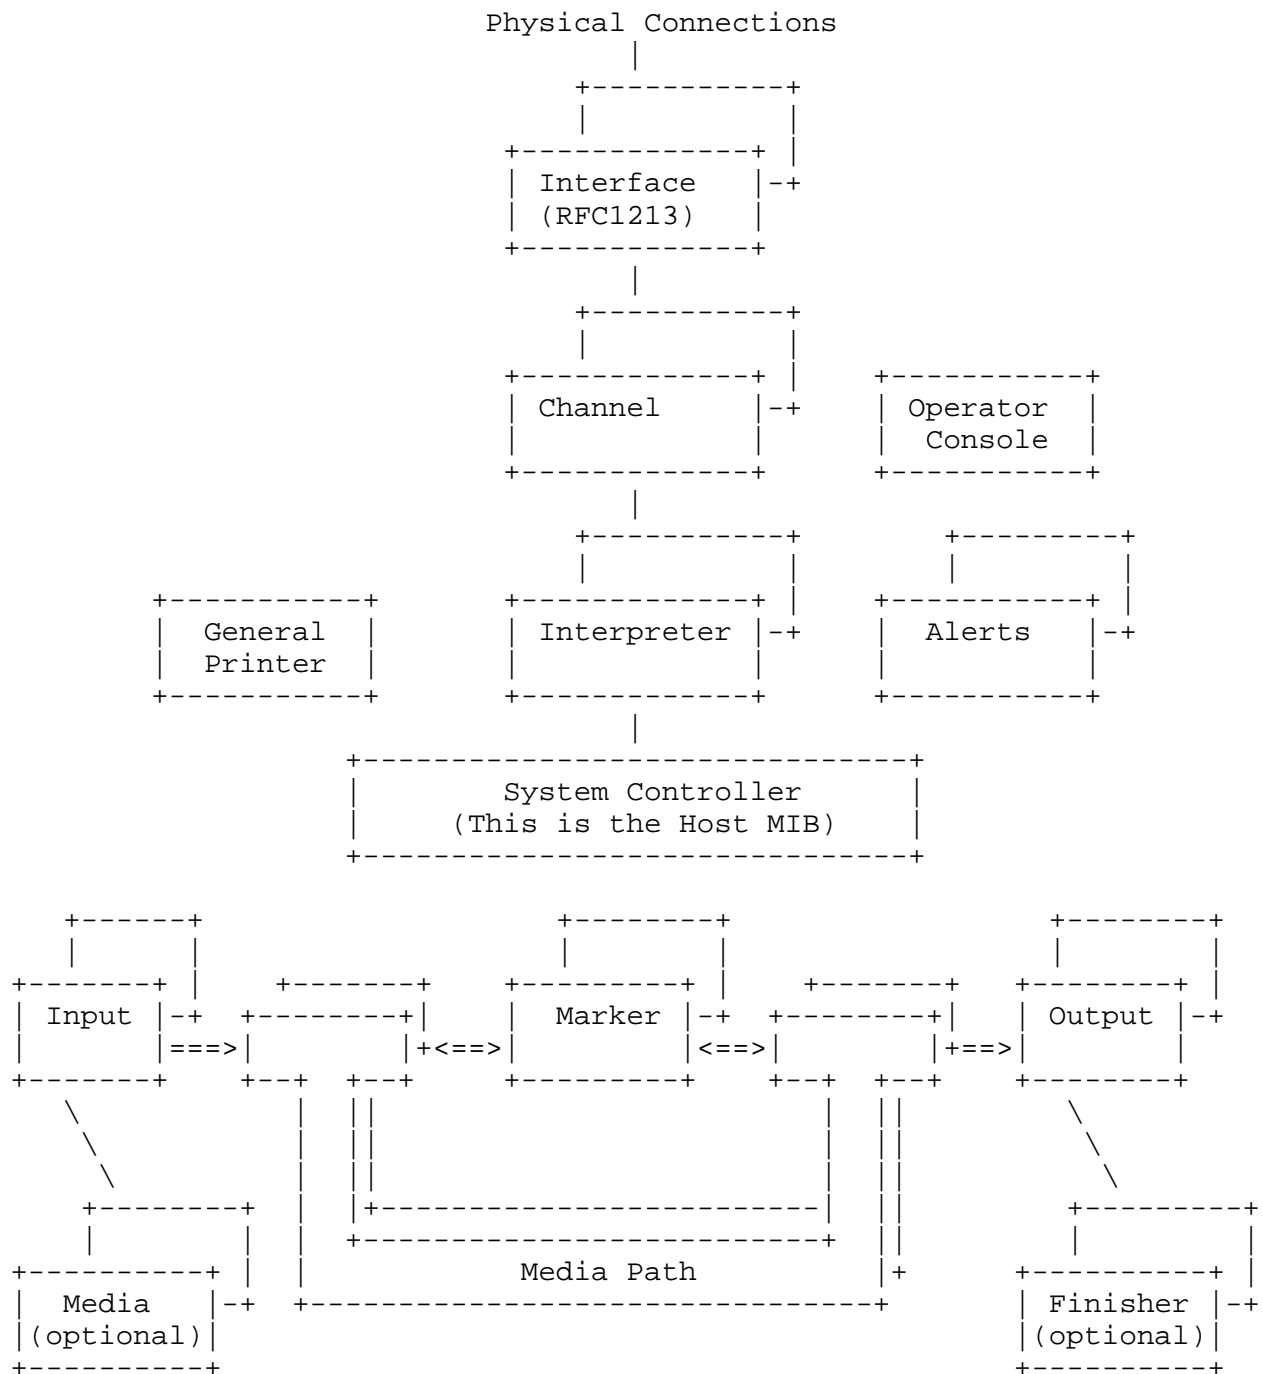 Physical Connections
Interface
(RFC1213)
Channel
Operator
Console
General
Printer
Interpreter
Alerts
System Controller
(This is the Host MIB)
Input
Marker
Output
Media Path
Media
(optional)
Finisher
(optional)